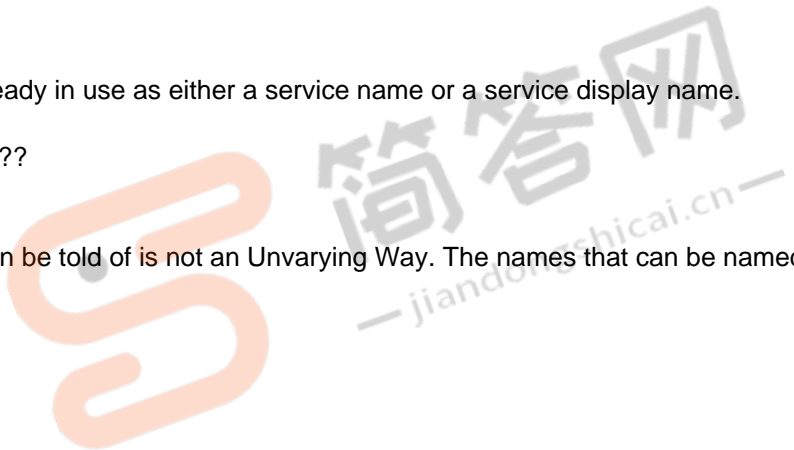 eady in use as either a service name or a service display name.
??
n be told of is not an Unvarying Way. The names that can be named
简答网
jiandongshicai.cn